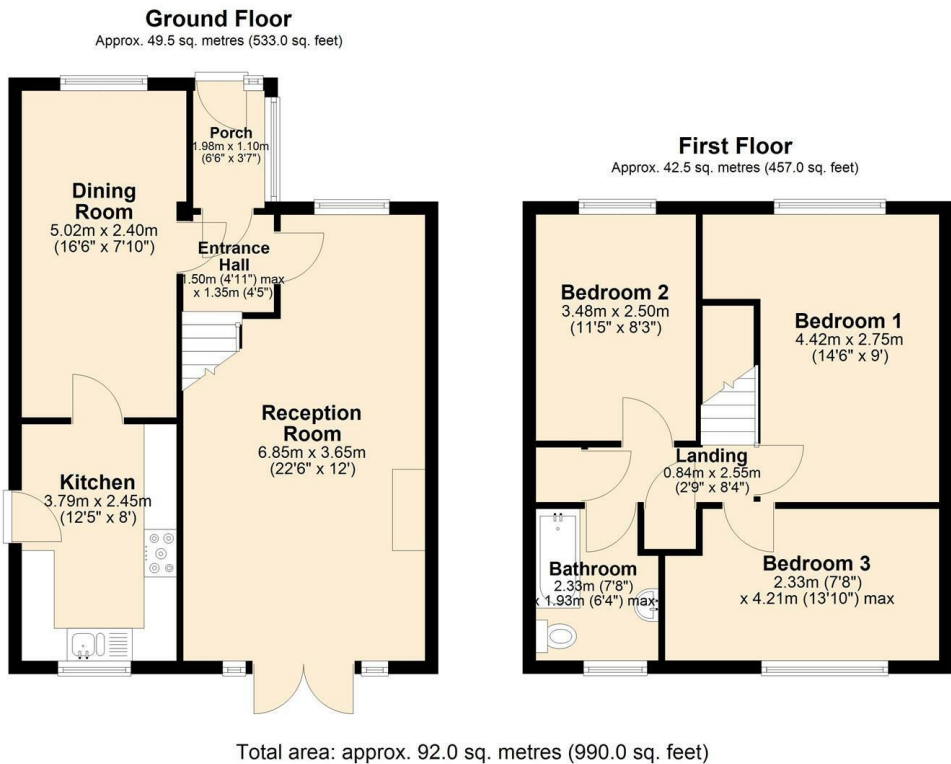 Ground Floor
Approx. 49.5 sq. metres (533.0 sq. feet)
Porch
1.98m x 1.10m
(6'6" x 3'7")
Dining
Room
5.02m x 2.40m
(16'6" x 7'10")
Entrance
Hall
1.50m (4'11") max
x 1.35m (4'5")
Reception
Room
6.85m x 3.65m
(22'6" x 12')
Kitchen
3.79m x 2.45m
(12'5" x 8')
First Floor
Approx. 42.5 sq. metres (457.0 sq. feet)
Bedroom 2
3.48m x 2.50m
(11'5" x 8'3")
Bedroom 1
4.42m x 2.75m
(14'6" x 9')
Landing
0.84m x 2.55m
(2'9" x 8'4")
Bathroom
2.33m (7'8")
x 1.93m (6'4") max
Bedroom 3
2.33m (7'8")
x 4.21m (13'10") max
Total area: approx. 92.0 sq. metres (990.0 sq. feet)